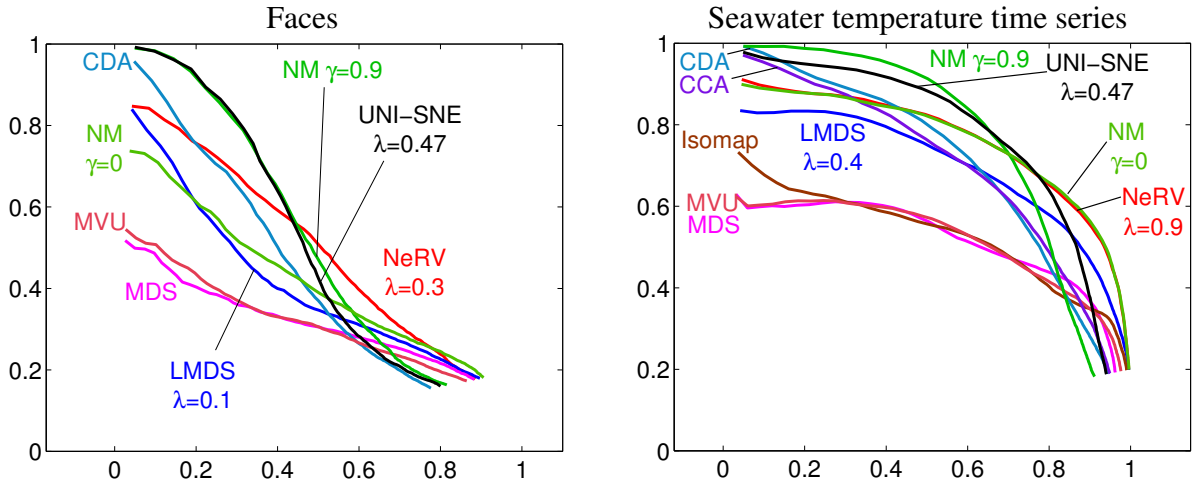 Faces
1
0.8
0.6
0.4
0.2
0
0
0.2
0.4
0.6
0.8
1
CDA
NM γ=0.9
UNI−SNE
λ=0.47
NM
γ=0
MVU
MDS
NeRV
λ=0.3
LMDS
λ=0.1
Seawater temperature time series
1
0.8
0.6
0.4
0.2
0
0
0.2
0.4
0.6
0.8
1
CDA
CCA
NM γ=0.9
UNI−SNE
λ=0.47
Isomap
LMDS
λ=0.4
NM
γ=0
MVU
MDS
NeRV
λ=0.9